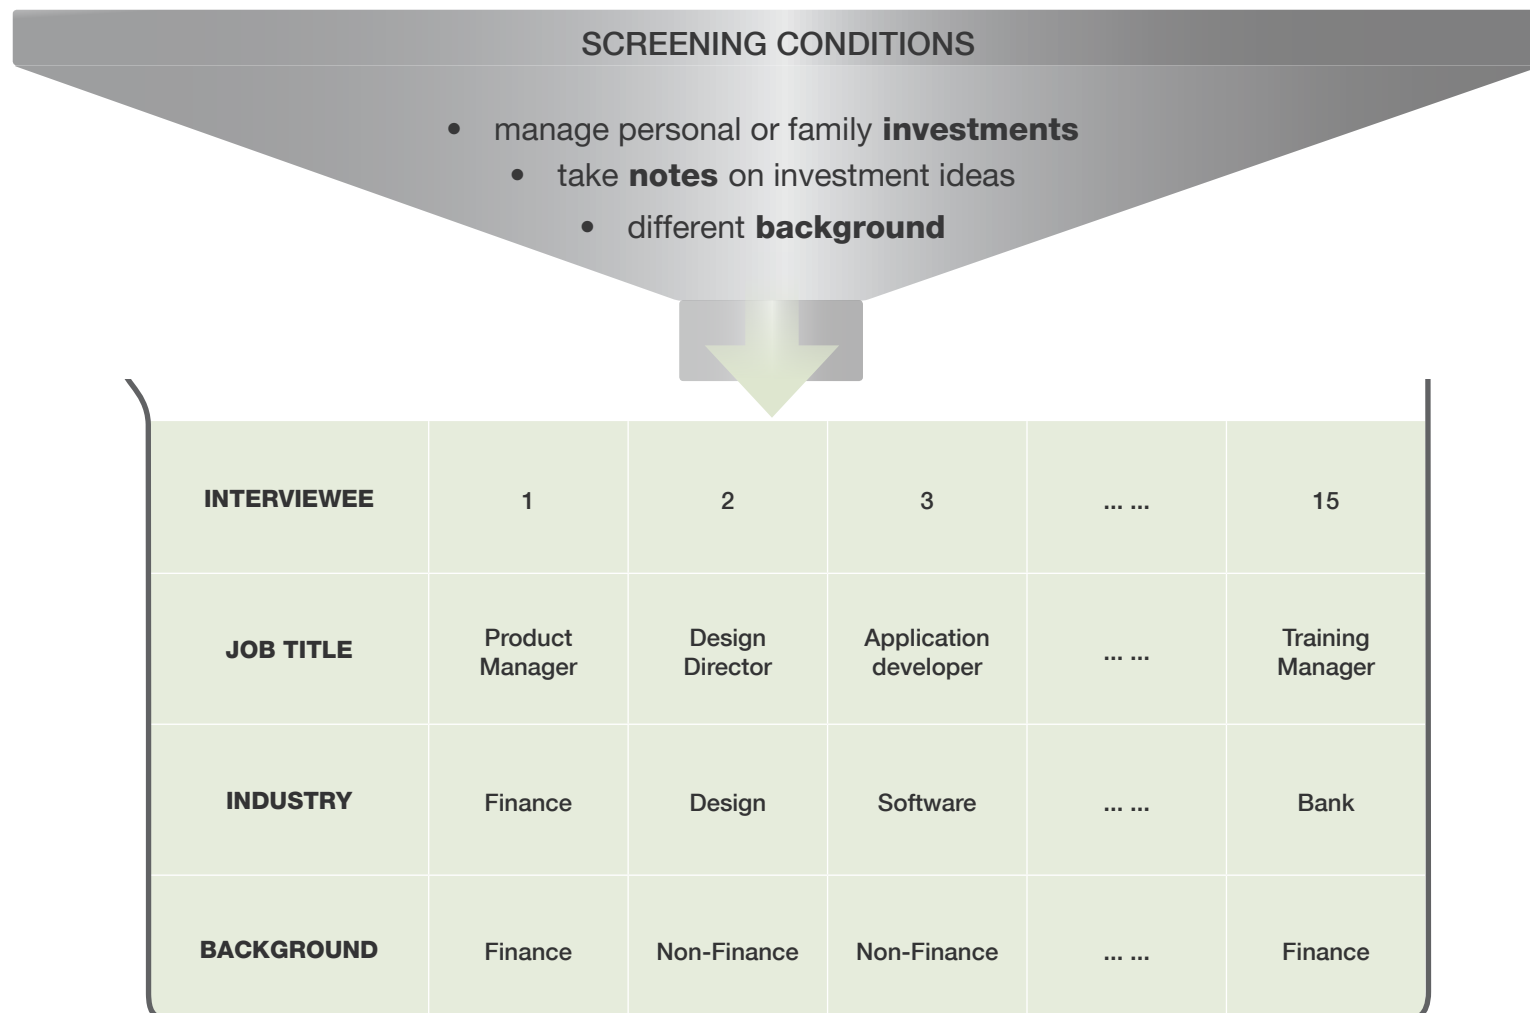 SCREENING CONDITIONS
• manage personal or family investments
• take notes on investment ideas
• different background
INTERVIEWEE 1 2 3 ... ... 15
JOB TITLE Product Manager Design Director Application developer ... ... Training Manager
INDUSTRY Finance Design Software ... ... Bank
BACKGROUND Finance Non-Finance Non-Finance ... ... Finance